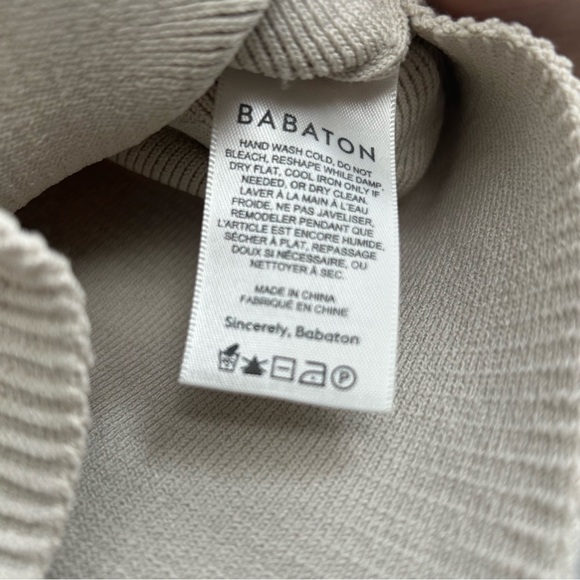 BABATON
HAND WASH COLD, DO NOT
BLEACH, RESHAPE WHILE DAMP,
DRY FLAT, COOL IRON ONLY IF
NEEDED, OR DRY CLEAN.
LAVER À LA MAIN À L'EAU
FROIDE, NE PAS JAVELISER,
REMODELER PENDANT QUE
L'ARTICLE EST ENCORE HUMIDE,
SÉCHER À PLAT, REPASSAGE
DOUX SI NÉCESSAIRE, OU
NETTOYER À SEC.
MADE IN CHINA
FABRIQUÉ EN CHINE
Sincerely, Babaton
P